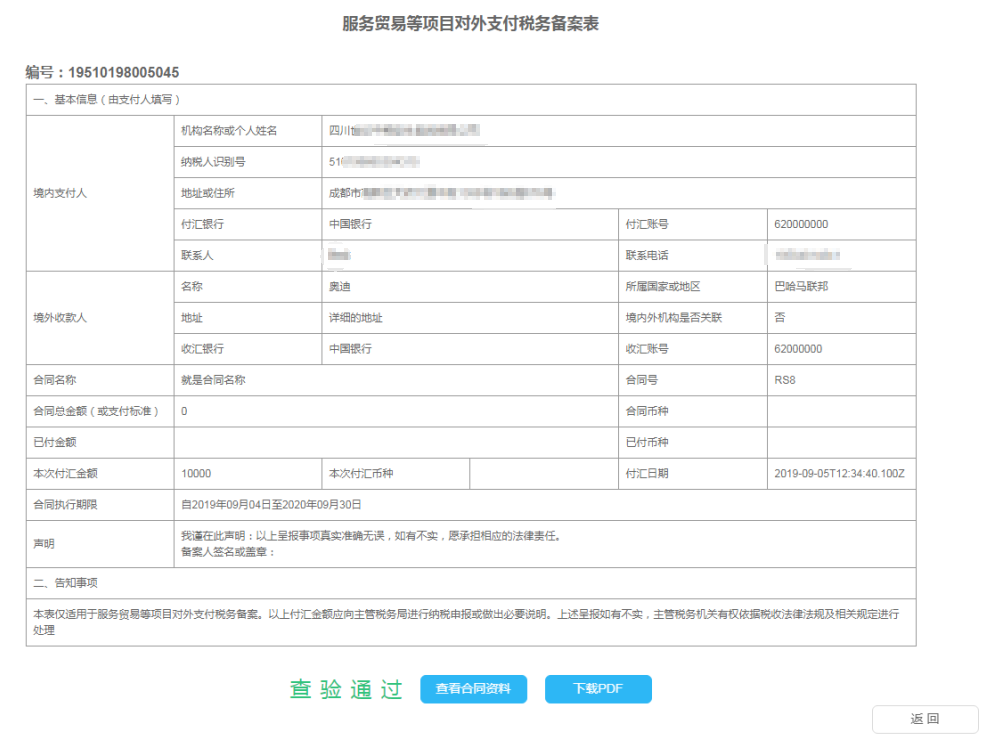 服务贸易等项目对外支付税务备案表
编号：19510198005045
一、基本信息（由支付人填写）
境内支付人
机构名称或个人姓名
四川
纳税人识别号
51
地址或住所
成都市
付汇银行
中国银行
付汇账号
620000000
联系人
联系电话
境外收款人
名称
奥迪
所属国家或地区
巴哈马联邦
地址
详细的地址
境内外机构是否关联
否
收汇银行
中国银行
收汇账号
62000000
合同名称
就是合同名称
合同号
RS8
合同总金额（或支付标准）
0
合同币种
已付金额
已付币种
本次付汇金额
10000
本次付汇币种
付汇日期
2019-09-05T12:34:40.100Z
合同执行期限
自2019年09月04日至2020年09月30日
声明
我谨在此声明：以上呈报事项真实准确无误，如有不实，愿承担相应的法律责任。
备案人签名或盖章：
二、告知事项
本表仅适用于服务贸易等项目对外支付税务备案。以上付汇金额应向主管税务局进行纳税申报或做出必要说明。上述呈报如有不实，主管税务机关有权依据税收法律法规及相关规定进行
处理
查验通过
查看合同资料
下载PDF
返回